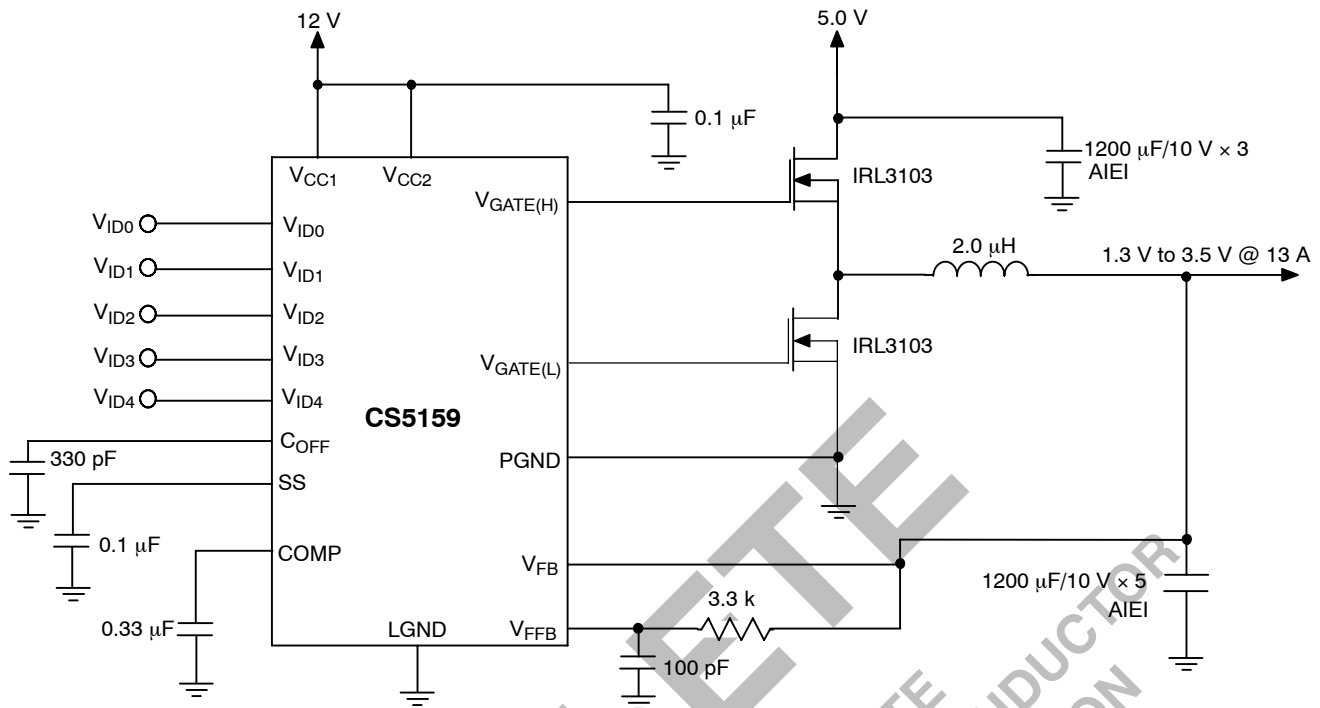 12 V
5.0 V
0.1 μF
1200 μF/10 V × 3
AIEI
VCC1
VCC2
IRL3103
VGATE(H)
VID0
VID0
2.0 μH
1.3 V to 3.5 V @ 13 A
VID1
VID1
VID2
VID2
IRL3103
VID3
VID3
VGATE(L)
VID4
VID4
CS5159
COFF
330 pF
PGND
SS
0.1 μF
COMP
VFB
1200 μF/10 V × 5
AIEI
3.3 k
0.33 μF
LGND
VFFB
100 pF
ETE